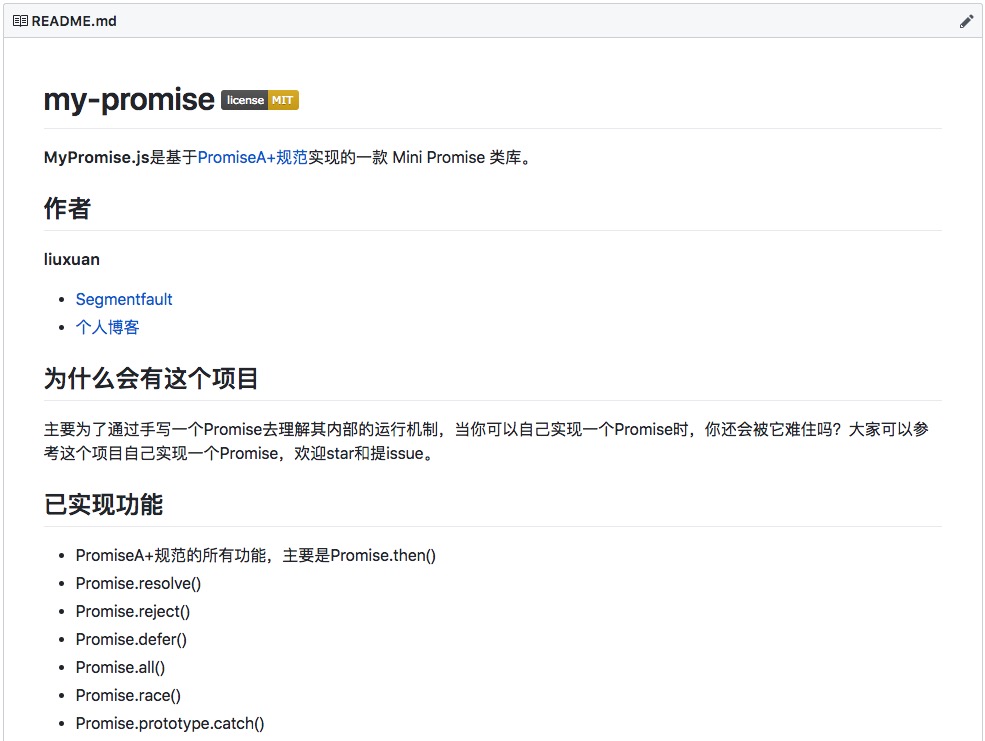 README.md
my-promise license MIT
MyPromise.js是基于PromiseA+规范实现的一款 Mini Promise 类库。
作者
liuxuan
Segmentfault
个人博客
为什么会有这个项目
主要为了通过手写一个Promise去理解其内部的运行机制，当你可以自己实现一个Promise时，你还会被它难住吗？大家可以参
考这个项目自己实现一个Promise，欢迎star和提issue。
已实现功能
PromiseA+规范的所有功能，主要是Promise.then()
Promise.resolve()
Promise.reject()
Promise.defer()
Promise.all()
Promise.race()
Promise.prototype.catch()